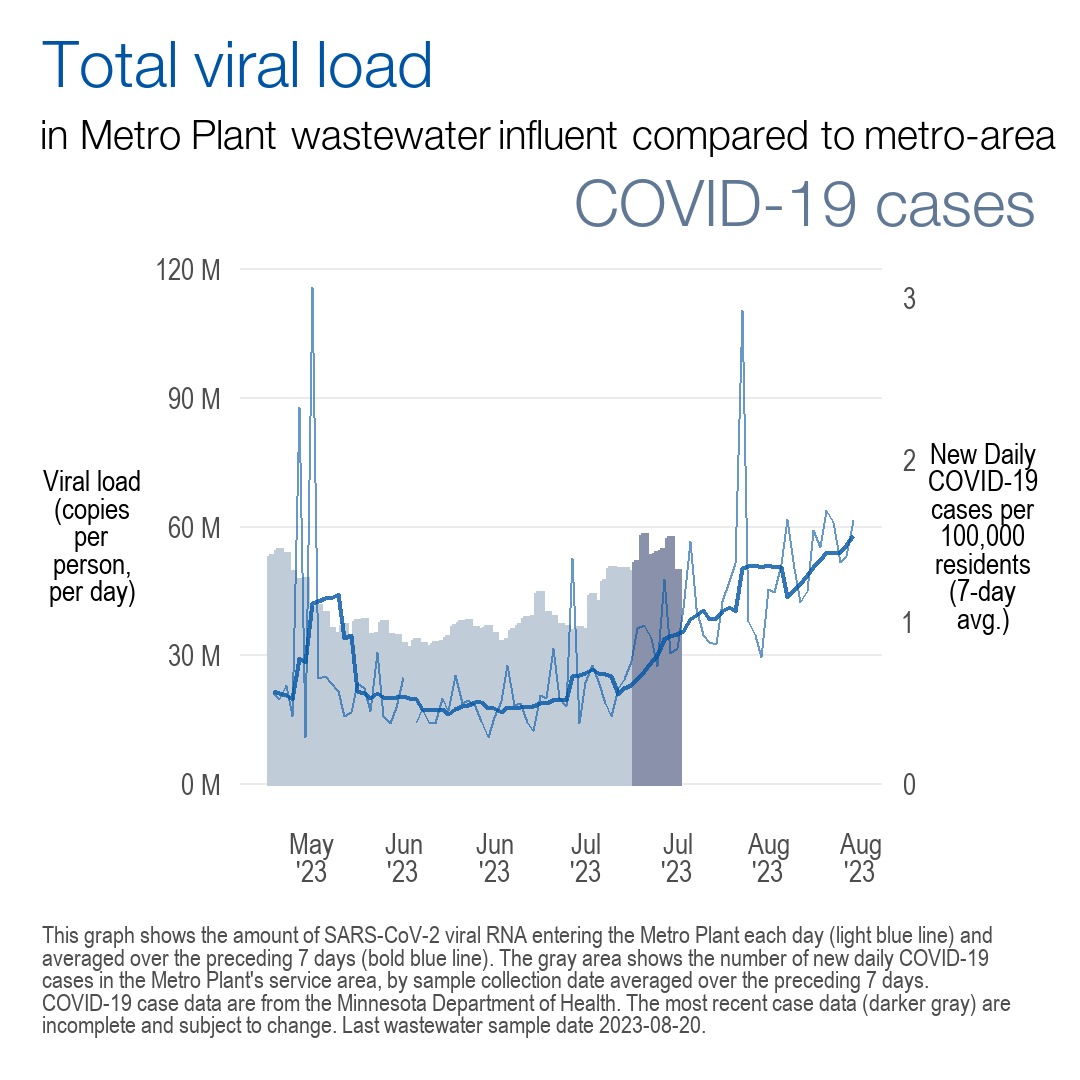 Total viral load
in Metro Plant wastewater influent compared to metro-area
COVID-19 cases
120 M
90 M
60 M
30 M
0 M
Viral load
(copies
per
person,
per day)
3
2
1
0
New Daily
COVID-19
cases per
100,000
residents
(7-day
avg.)
May Jun Jun Jul Jul Aug Aug
'23 '23 '23 '23 '23 '23 '23
This graph shows the amount of SARS-CoV-2 viral RNA entering the Metro Plant each day (light blue line) and
averaged over the preceding 7 days (bold blue line). The gray area shows the number of new daily COVID-19
cases in the Metro Plant's service area, by sample collection date averaged over the preceding 7 days.
COVID-19 case data are from the Minnesota Department of Health. The most recent case data (darker gray) are
incomplete and subject to change. Last wastewater sample date 2023-08-20.